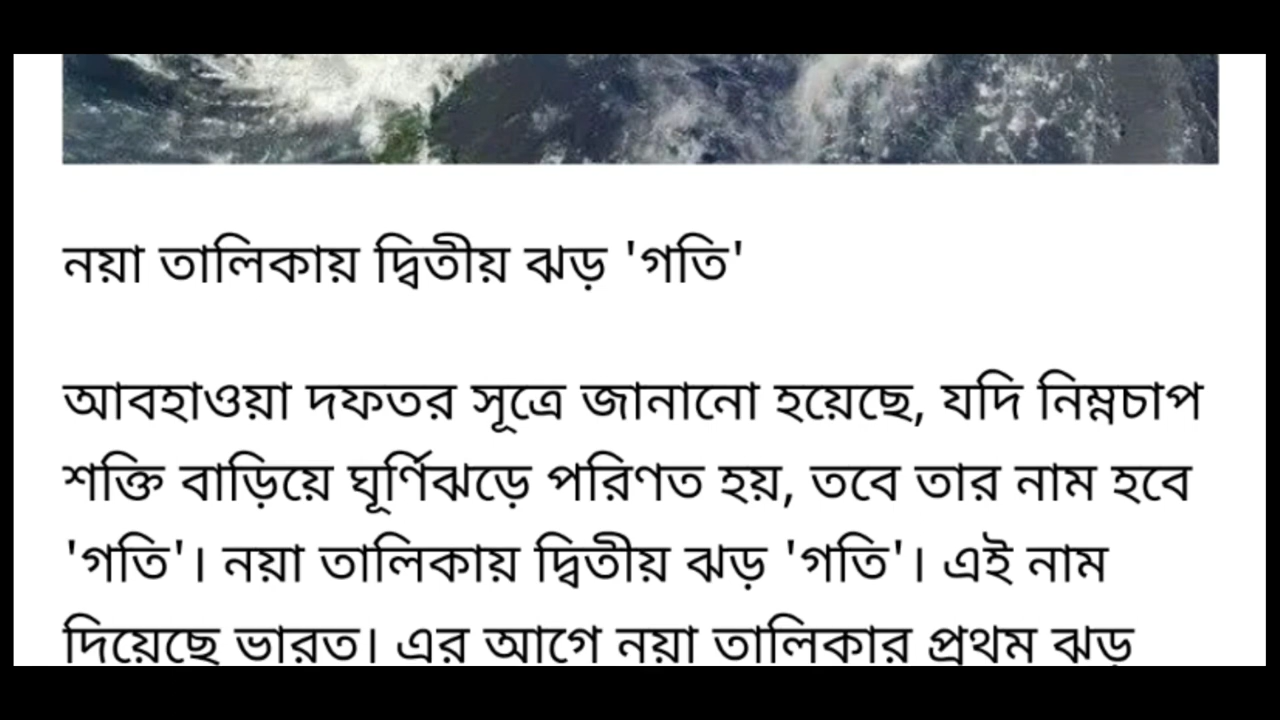 নয়া তালিকায় দ্বিতীয় ঝড় 'গতি'
আবহাওয়া দফতর সূত্রে জানানো হয়েছে, যদি নিম্নচাপ
শক্তি বাড়িয়ে ঘূর্ণিঝড়ে পরিণত হয়, তবে তার নাম হবে
'গতি'। নয়া তালিকায় দ্বিতীয় ঝড় 'গতি'। এই নাম
দিয়েছে ভারত। এর আগে নয়া তালিকার প্রথম ঝড়